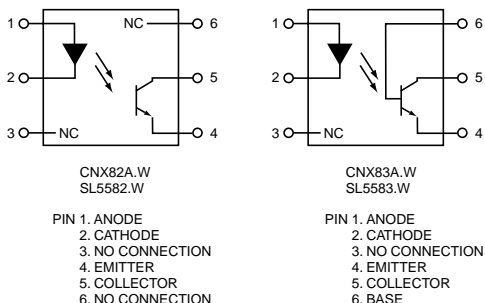 1 NC 6
2 5
3 NC 4
CNX82A.W
SL5582.W
PIN 1. ANODE
2. CATHODE
3. NO CONNECTION
4. EMITTER
5. COLLECTOR
6. NO CONNECTION
1 6
2 5
3 NC 4
CNX83A.W
SL5583.W
PIN 1. ANODE
2. CATHODE
3. NO CONNECTION
4. EMITTER
5. COLLECTOR
6. BASE